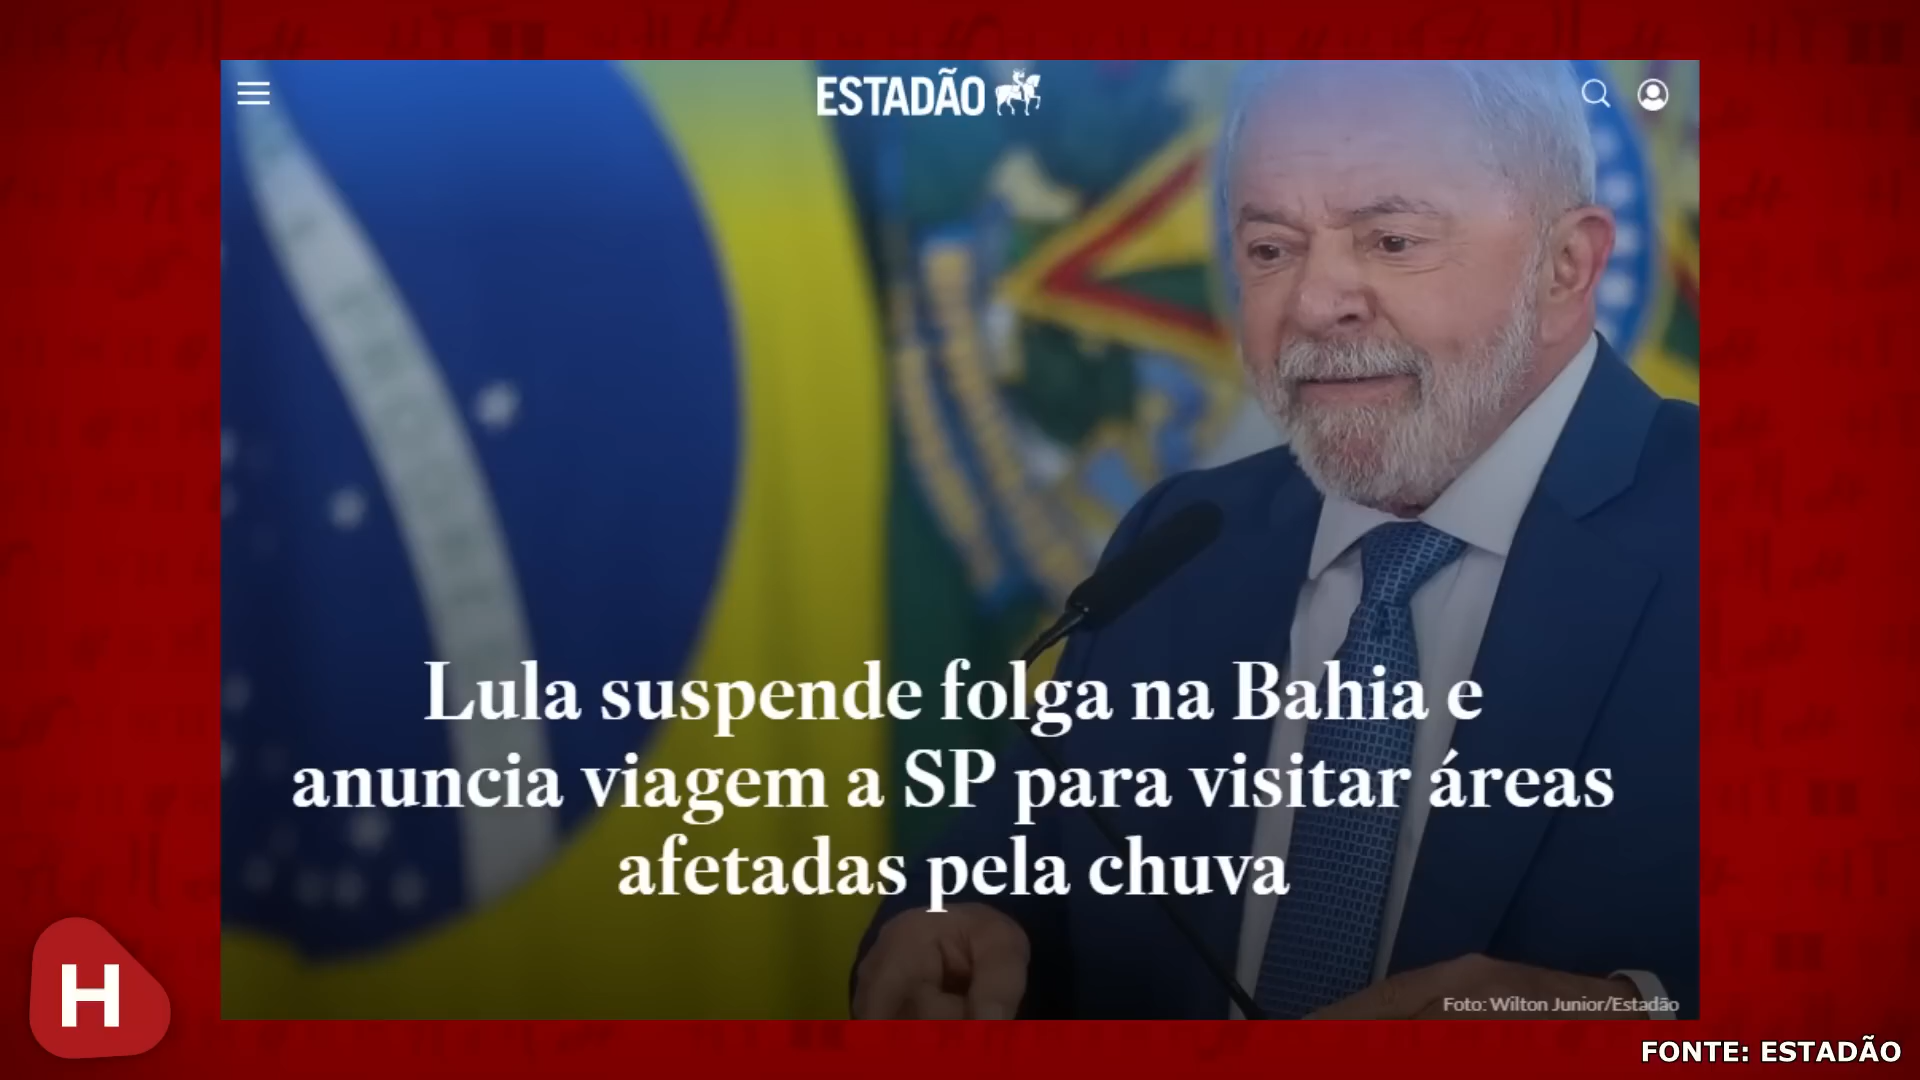 ESTADÃO
Lula suspende folga na Bahia e
anuncia viagem a SP para visitar áreas
afetadas pela chuva
Foto: Wilton Junior/Estadão
H
FONTE: ESTADÃO